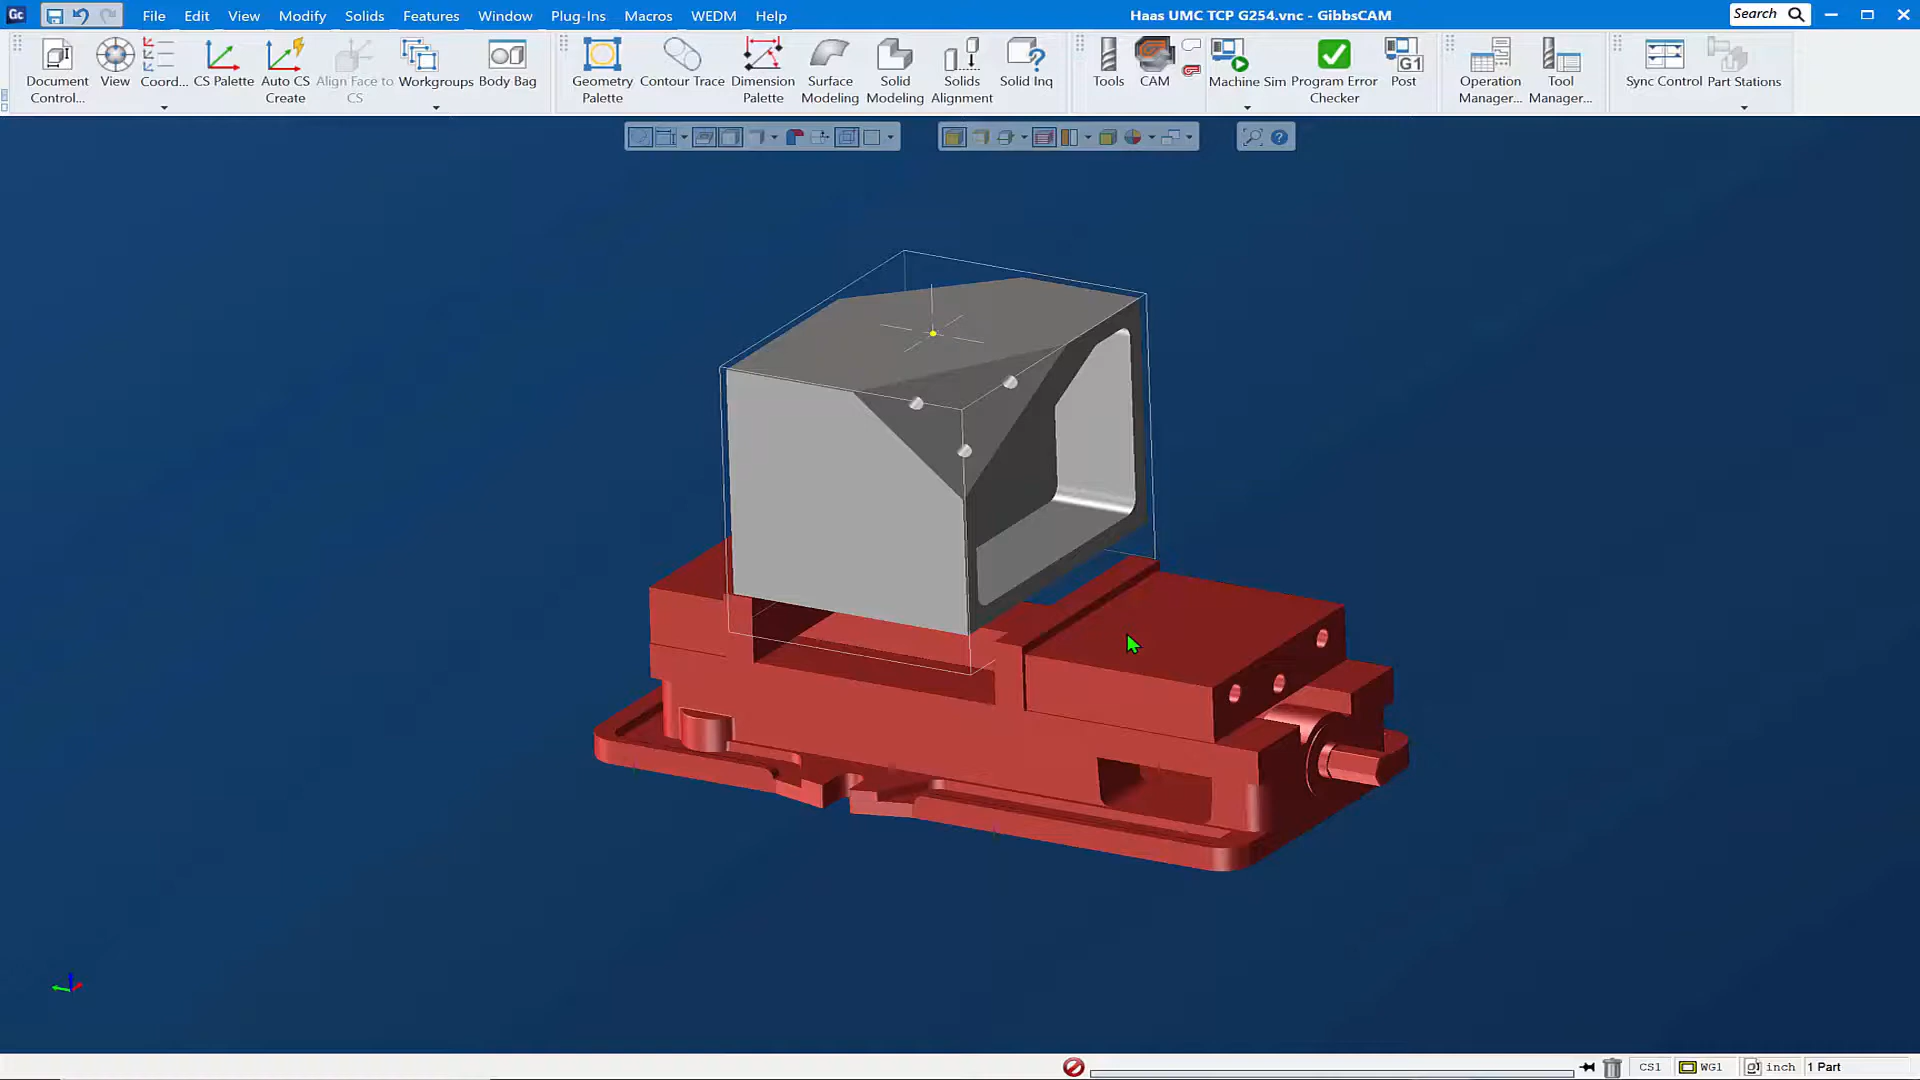 Gc File Edit View Modify Solids Features Window Plug-Ins Macros WEDM Help Haas UMC TCP G254.vnc - GibbsCAM Search
Document Control...
View
Coord...
CS Palette
Auto CS Create
Align Face to CS
Workgroups
Body Bag
Geometry Palette
Contour Trace
Dimension Palette
Surface Modeling
Solid Modeling
Solids Alignment
Solid Inq
Tools
CAM
Machine Sim
Program Error Checker
G1
Post
Operation Manager...
Tool Manager...
Sync Control
Part Stations
CS1 WG1 inch 1 Part